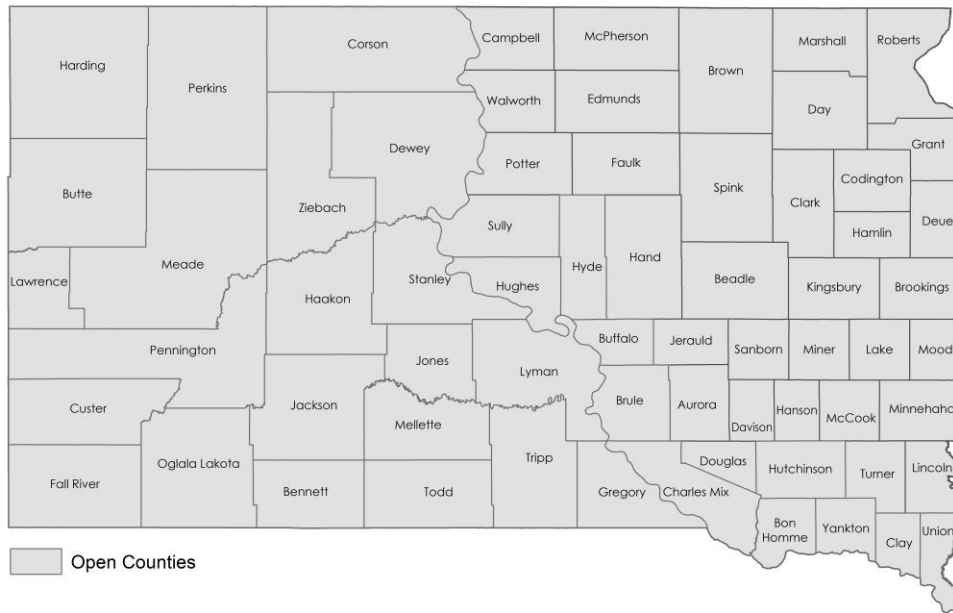 Harding
Perkins
Corson
Campbell
McPherson
Brown
Marshall
Roberts
Walworth
Edmunds
Day
Dewey
Potter
Faulk
Grant
Butte
Ziebach
Spink
Clark
Codington
Sully
Hamlin
Deue
Lawrence
Meade
Haakon
Stanley
Hughes
Hyde
Hand
Beadle
Kingsbury
Brookings
Pennington
Jones
Lyman
Buffalo
Jerauld
Sanborn
Miner
Lake
Mood
Custer
Jackson
Mellette
Brule
Aurora
Davison
Hanson
McCook
Minnehaha
Fall River
Oglala Lakota
Bennett
Todd
Tripp
Gregory
Charles Mix
Douglas
Hutchinson
Turner
Lincoln
Bon
Homme
Yankton
Clay
Union
Open Counties